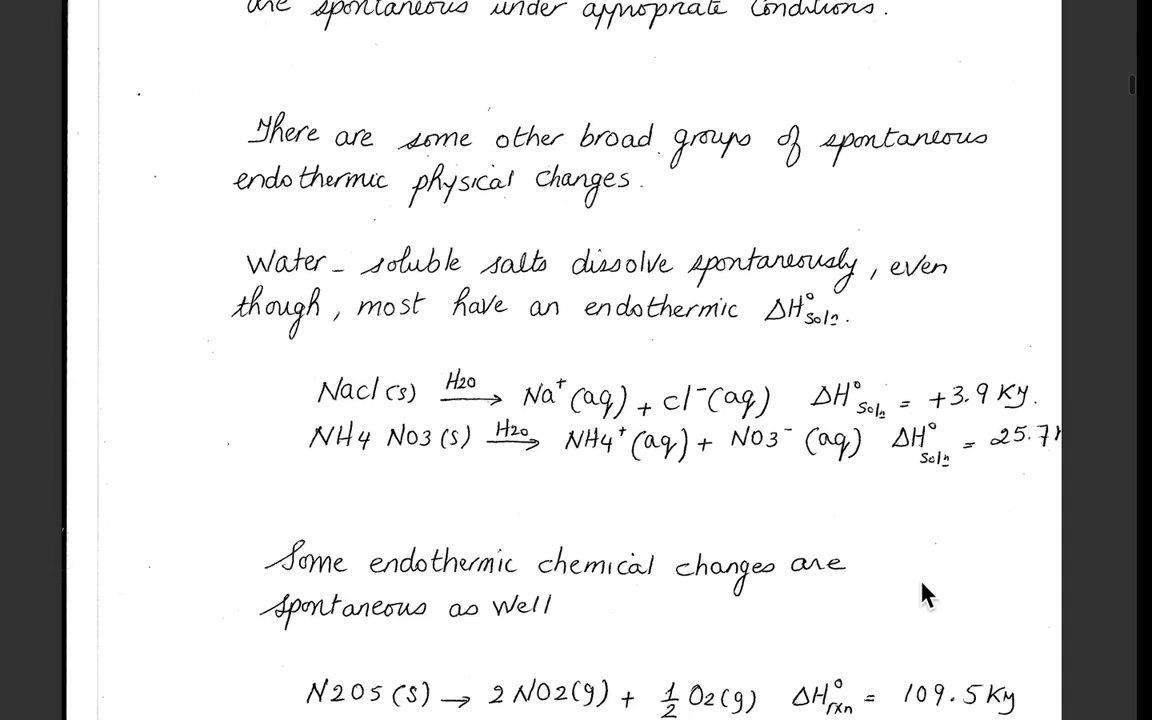 are spontaneous under appropriate conditions.
There are some other broad groups of spontaneous
endothermic physical changes.
Water - soluble salts dissolve spontaneously, even
though, most have an endothermic ΔH°soln.
Nacl(s) —H2O→ Na⁺(aq) + cl⁻(aq) ΔH°soln = +3.9 KJ.
NH4 NO3(s) —H2O→ NH4⁺(aq) + NO3⁻(aq) ΔH°soln = 25.7
Some endothermic chemical changes are
spontaneous as well
N2O5(s) → 2NO2(g) + 1/2 O2(g) ΔH°rxn = 109.5 KJ